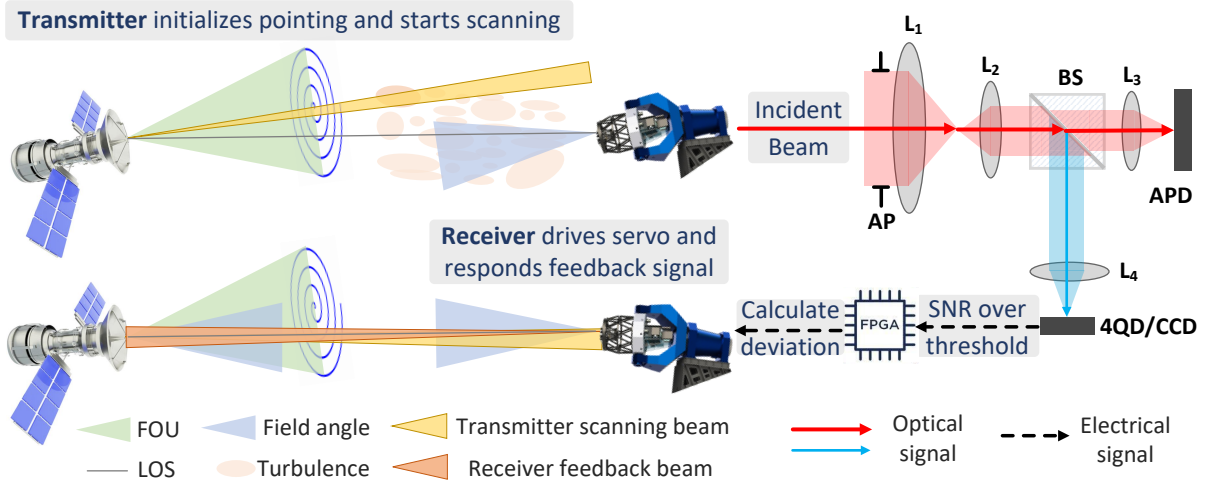 Transmitter initializes pointing and starts scanning
Incident
Beam
L1
AP
L2
BS
L3
APD
L4
4QD/CCD
SNR over
threshold
FPGA
Calculate
deviation
Receiver drives servo and
responds feedback signal
FOU
Field angle
Transmitter scanning beam
LOS
Turbulence
Receiver feedback beam
Optical
signal
Electrical
signal